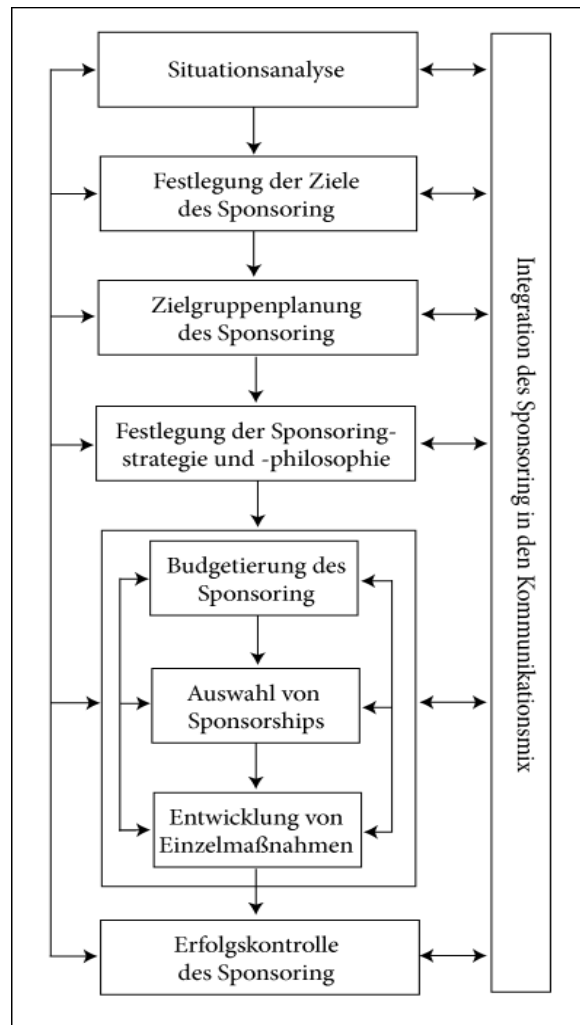 Situationsanalyse
Festlegung der Ziele
des Sponsoring
Zielgruppenplanung
des Sponsoring
Festlegung der Sponsoring-
strategie und -philosophie
Budgetierung des
Sponsoring
Auswahl von
Sponsorships
Entwicklung von
Einzelmaßnahmen
Erfolgskontrolle
des Sponsoring
Integration des Sponsoring in den Kommunikationsmix